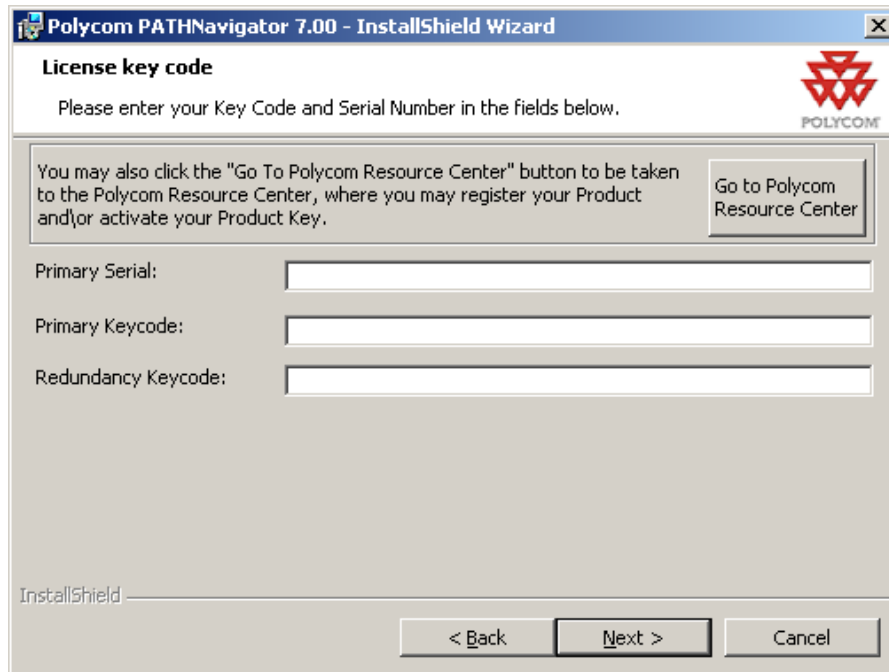 Polycom PATHNavigator 7.00 - InstallShield Wizard
License key code
Please enter your Key Code and Serial Number in the fields below.
POLYCOM
You may also click the "Go To Polycom Resource Center" button to be taken
to the Polycom Resource Center, where you may register your Product
and\or activate your Product Key.
Go to Polycom
Resource Center
Primary Serial:
Primary Keycode:
Redundancy Keycode:
InstallShield
< Back
Next >
Cancel